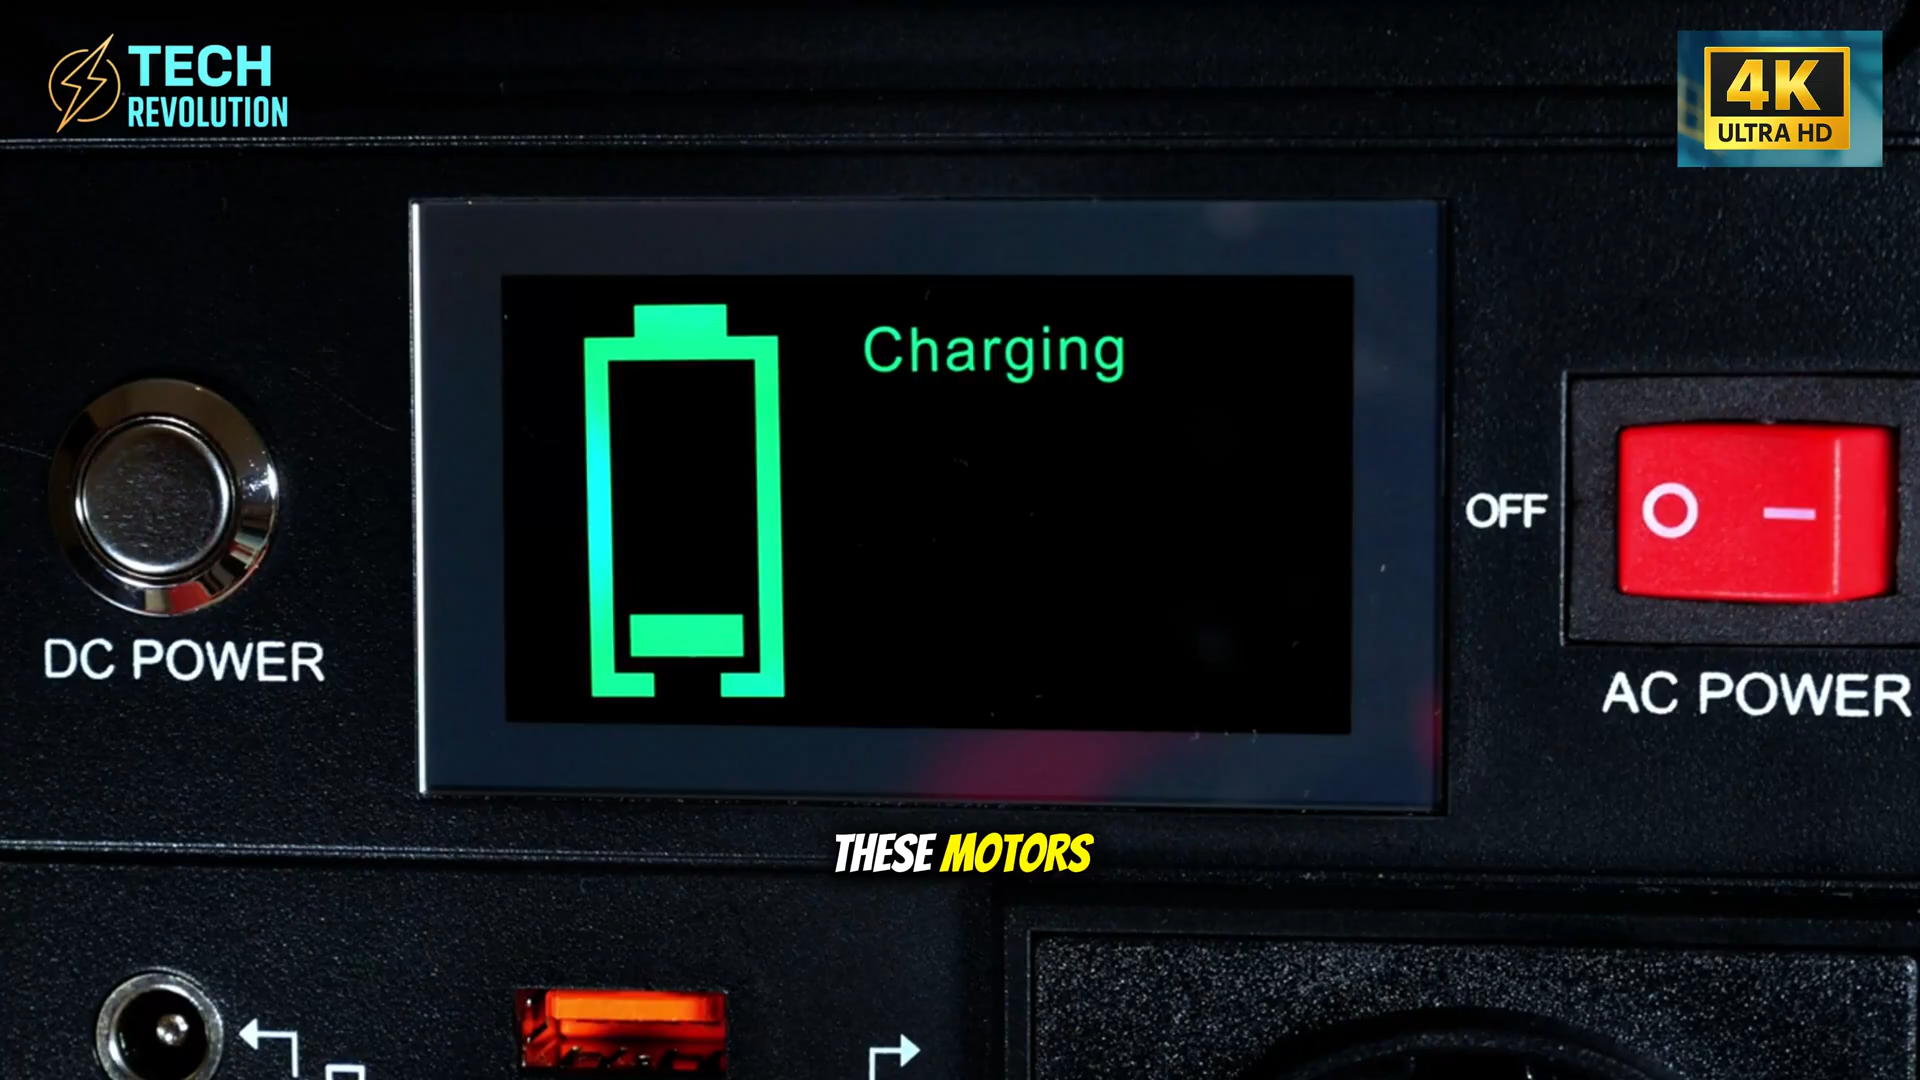 TECH
REVOLUTION
4K
ULTRA HD
Charging
OFF
DC POWER
AC POWER
THESE MOTORS